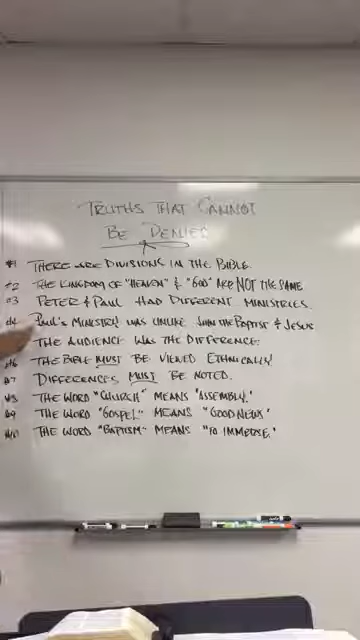 TRUTHS THAT CANNOT
BE DENIED
#1 THERE ARE DIVISIONS IN THE BIBLE.
#2 THE KINGDOM OF "HEAVEN" & "GOD" ARE NOT THE SAME
#3 PETER & PAUL HAD DIFFERENT MINISTRIES.
#4 PAUL'S MINISTRY WAS UNLIKE JOHN THE BAPTIST & JESUS
THE AUDIENCE WAS THE DIFFERENCE.
#6 THE BIBLE MUST BE VIEWED ETHNICALLY
#7 DIFFERENCES MUST BE NOTED.
#8 THE WORD "CHURCH" MEANS "ASSEMBLY."
#9 THE WORD "GOSPEL" MEANS "GOOD NEWS"
#10 THE WORD "BAPTISM" MEANS "TO IMMERSE."